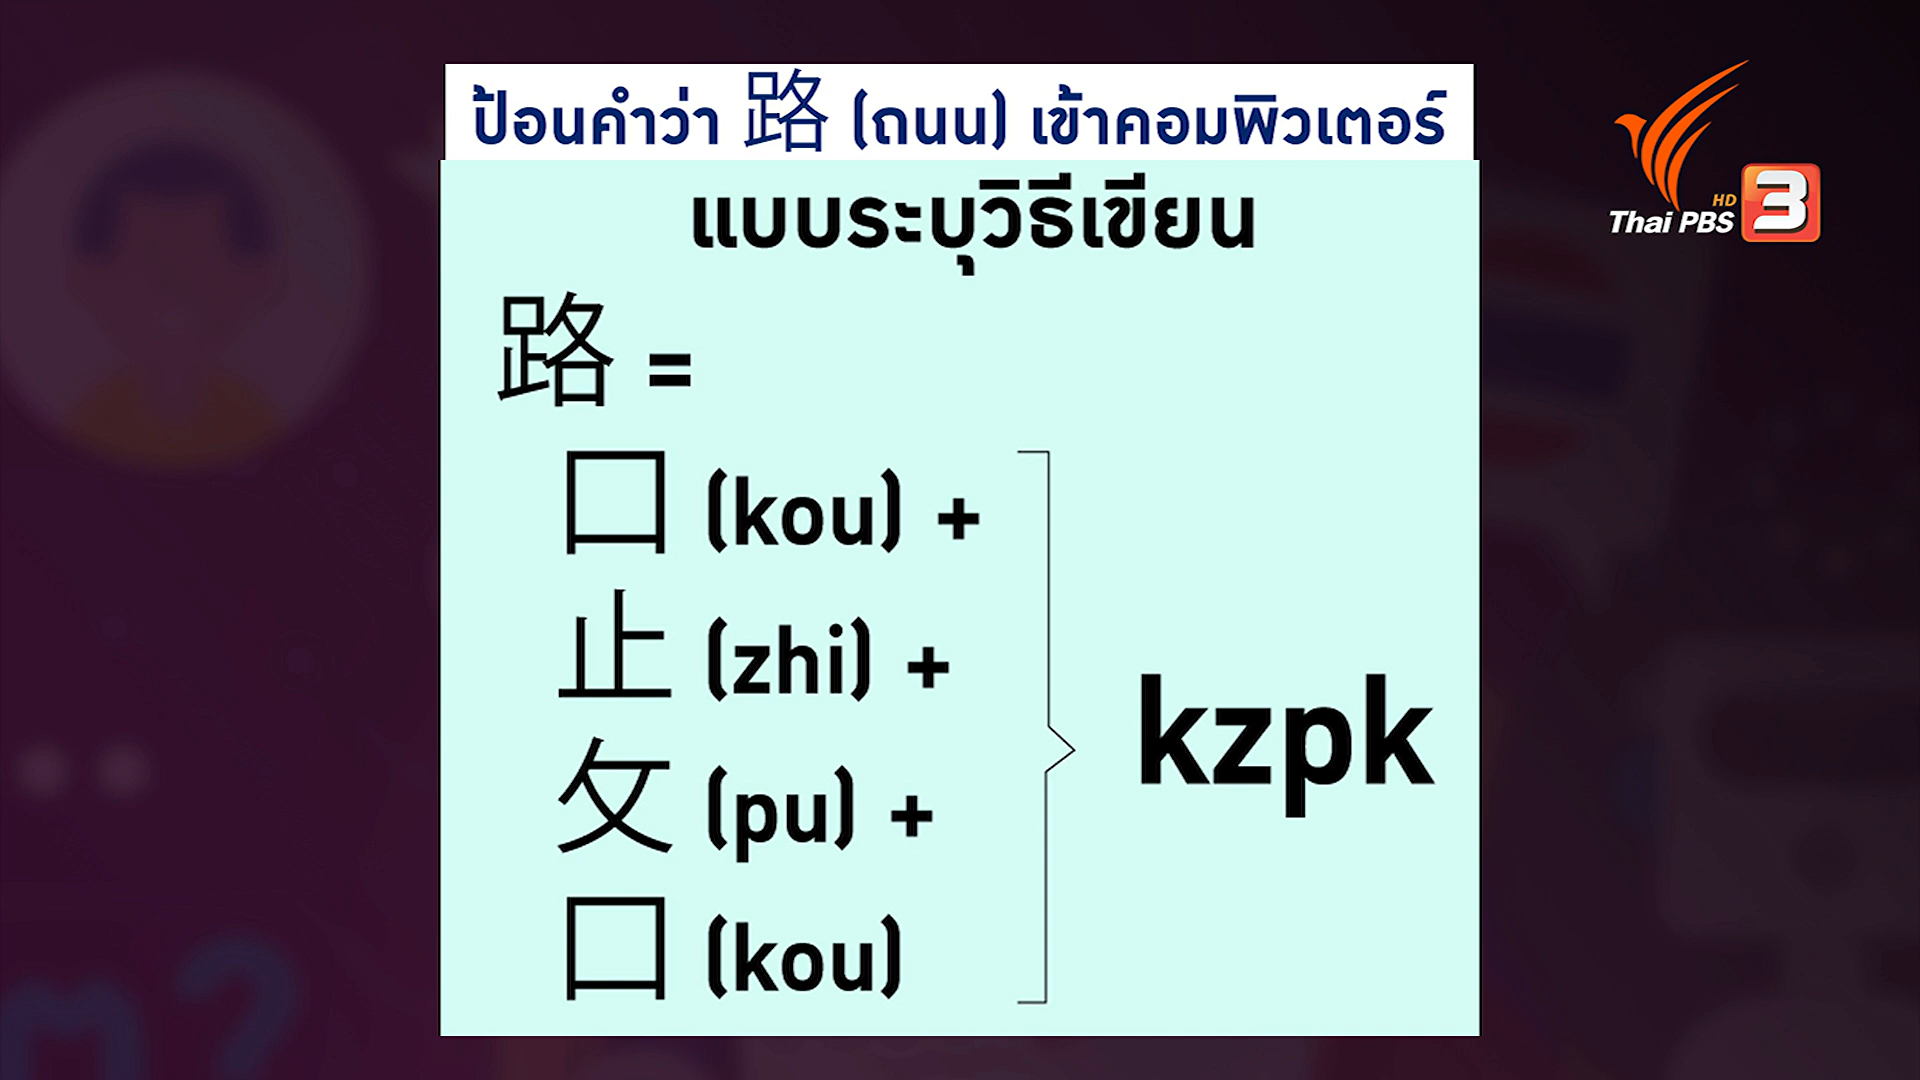 ป้อนคำว่า 路 (ถนน) เข้าคอมพิวเตอร์
HD
Thai PBS 3
แบบระบุวิธีเขียน
路 =
口 (kou) +
止 (zhi) +
攵 (pu) +
口 (kou)
kzpk
m?